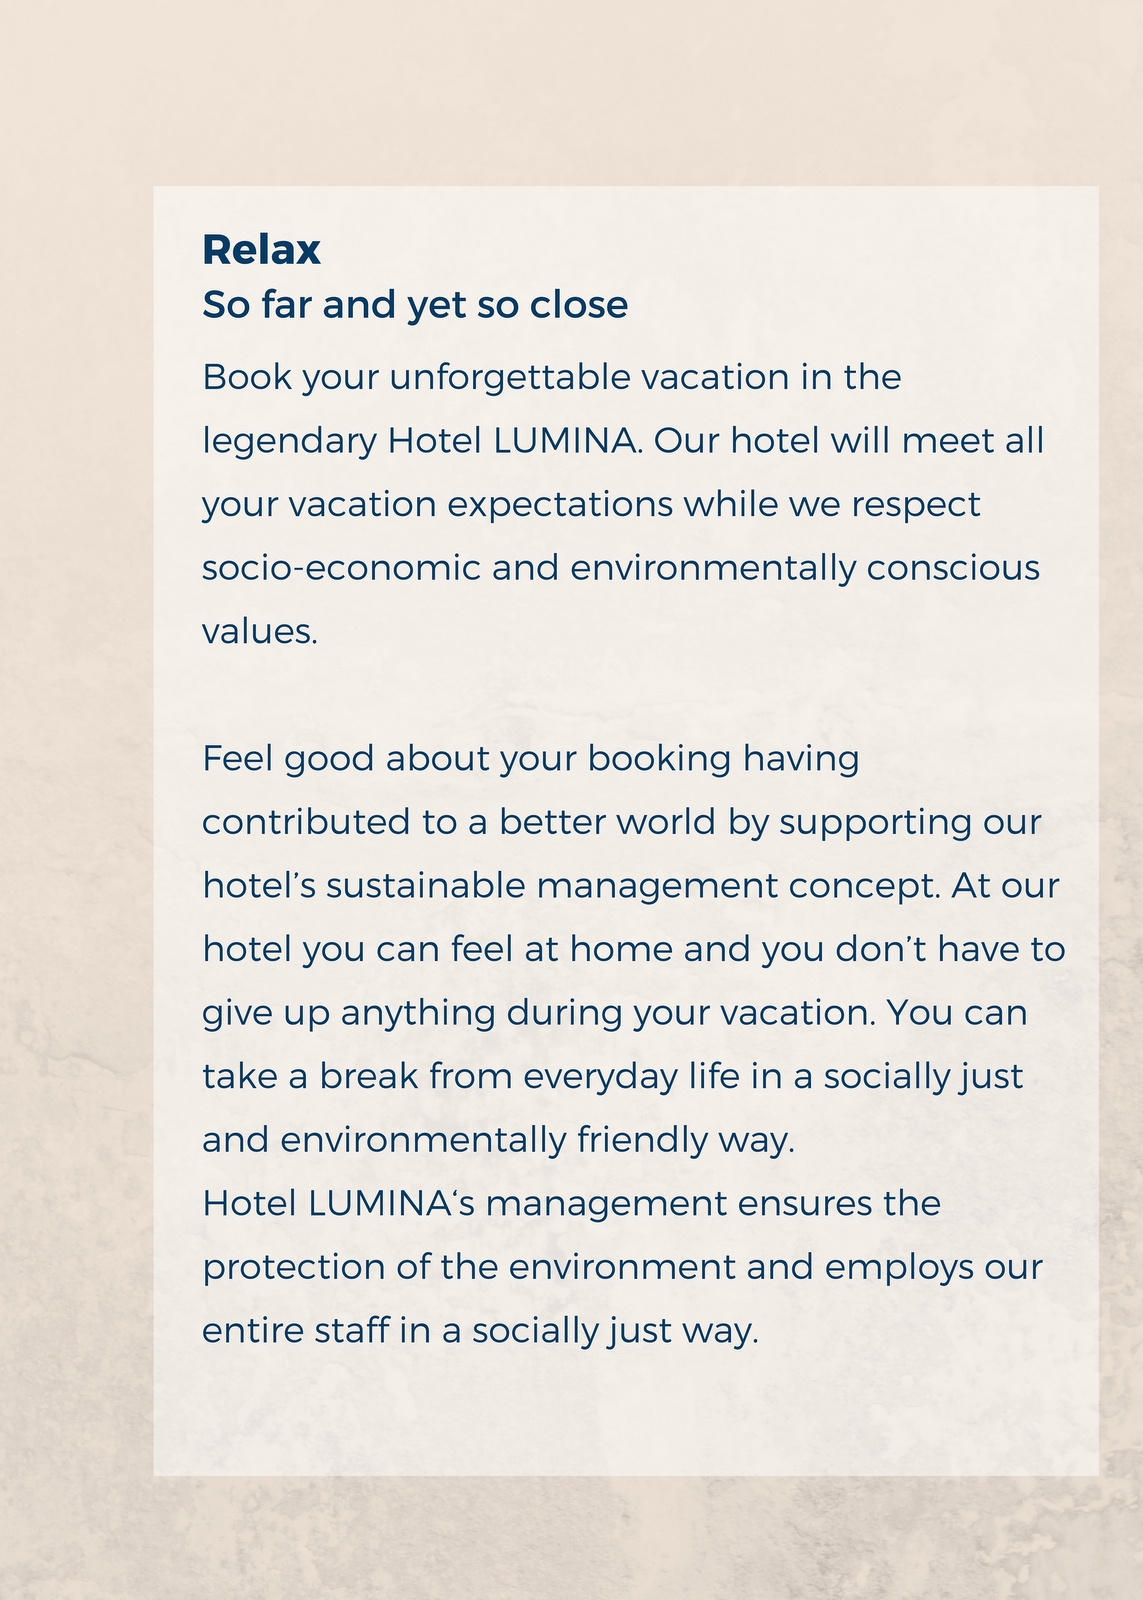 Relax
So far and yet so close
Book your unforgettable vacation in the
legendary Hotel LUMINA. Our hotel will meet all
your vacation expectations while we respect
socio-economic and environmentally conscious
values.
Feel good about your booking having
contributed to a better world by supporting our
hotel’s sustainable management concept. At our
hotel you can feel at home and you don’t have to
give up anything during your vacation. You can
take a break from everyday life in a socially just
and environmentally friendly way.
Hotel LUMINA‘s management ensures the
protection of the environment and employs our
entire staff in a socially just way.